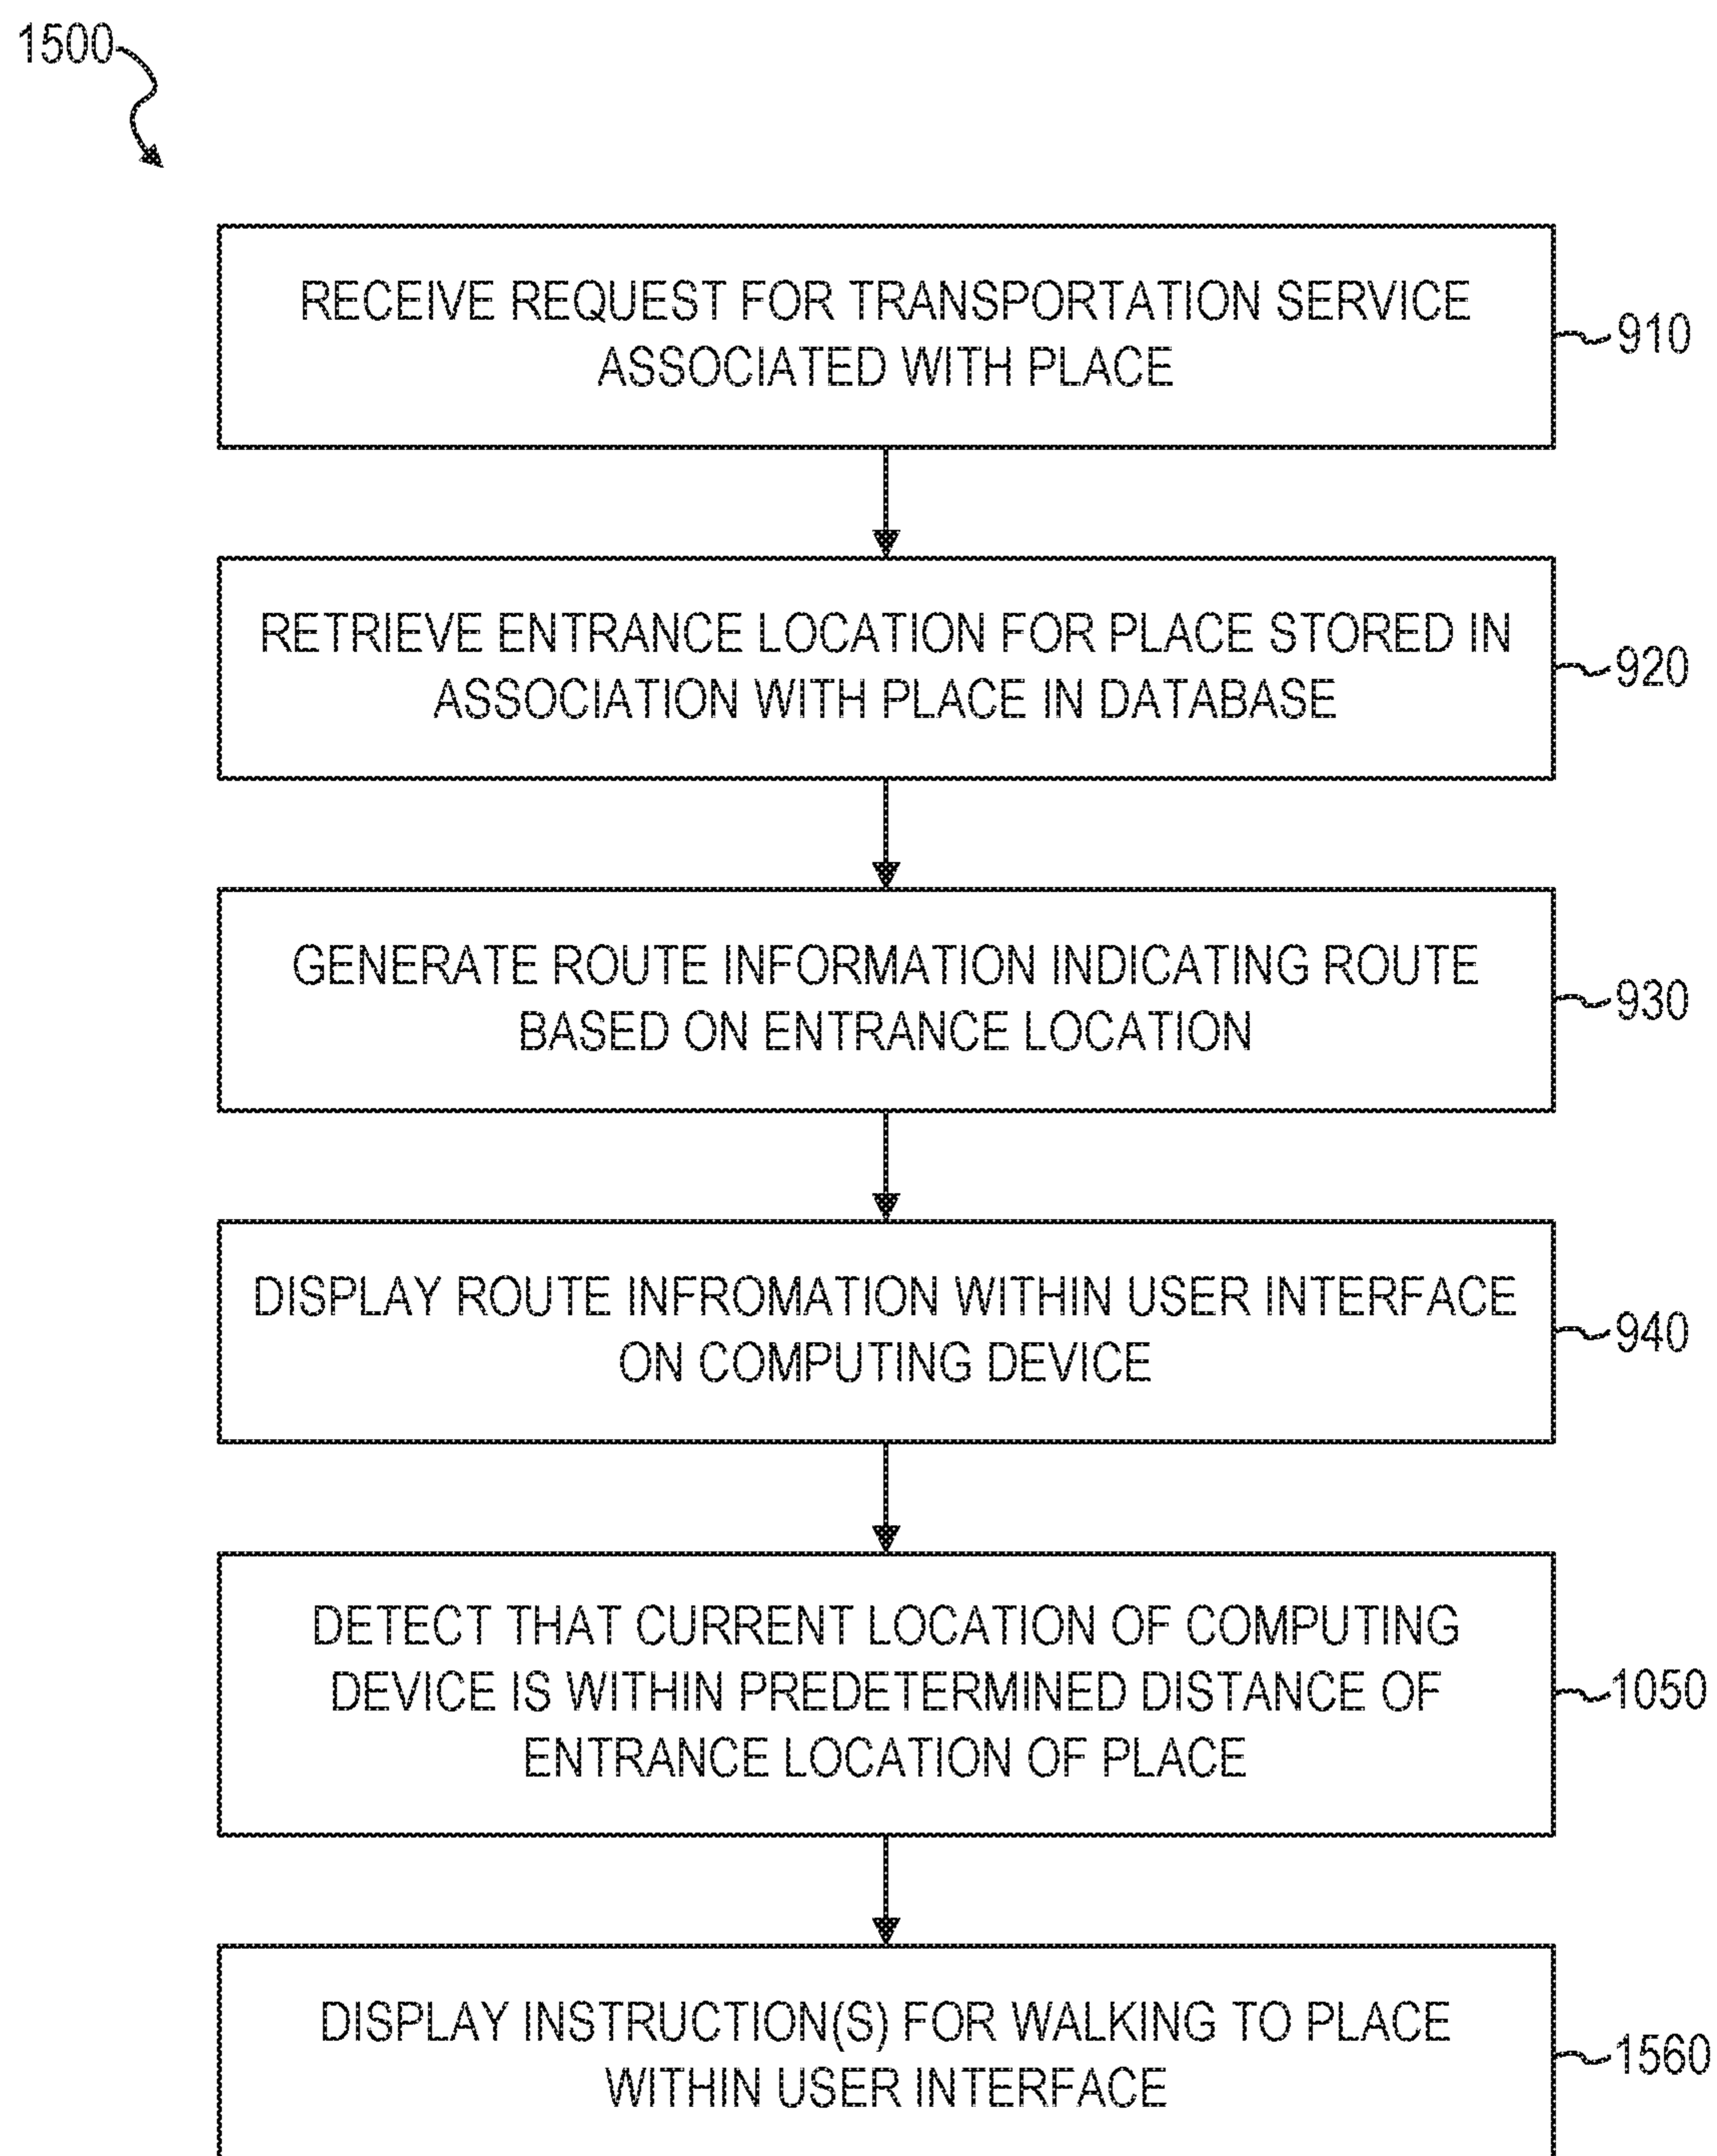 1500
RECEIVE REQUEST FOR TRANSPORTATION SERVICE
ASSOCIATED WITH PLACE
910
RETRIEVE ENTRANCE LOCATION FOR PLACE STORED IN
ASSOCIATION WITH PLACE IN DATABASE
920
GENERATE ROUTE INFORMATION INDICATING ROUTE
BASED ON ENTRANCE LOCATION
930
DISPLAY ROUTE INFROMATION WITHIN USER INTERFACE
ON COMPUTING DEVICE
940
DETECT THAT CURRENT LOCATION OF COMPUTING
DEVICE IS WITHIN PREDETERMINED DISTANCE OF
ENTRANCE LOCATION OF PLACE
1050
DISPLAY INSTRUCTION(S) FOR WALKING TO PLACE
WITHIN USER INTERFACE
1560